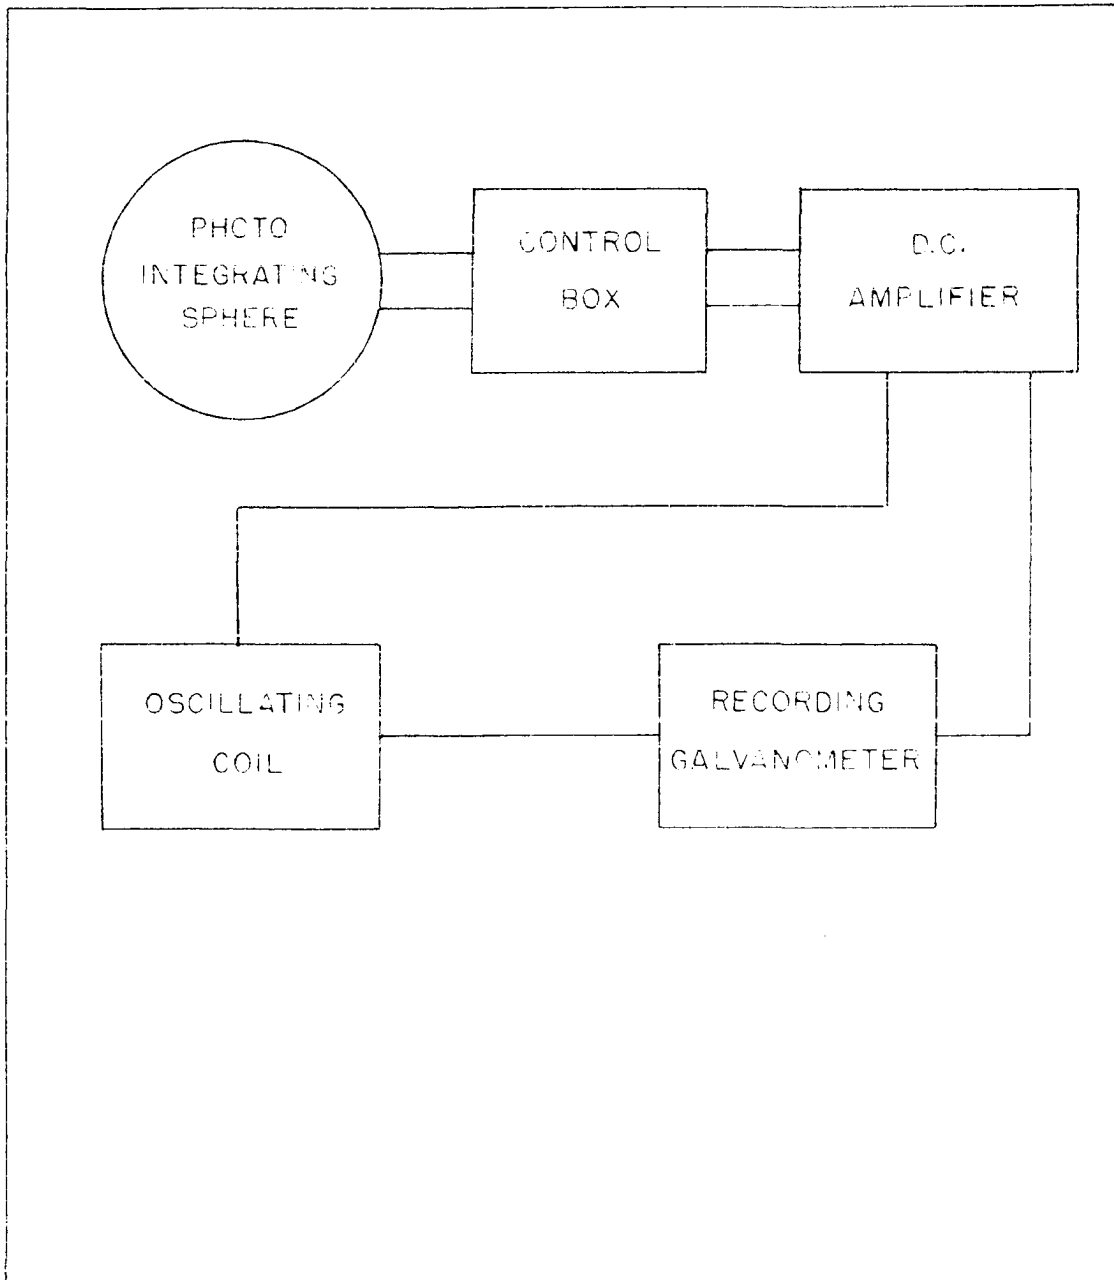 PHOTO
INTEGRATING
SPHERE
CONTROL
BOX
D.C.
AMPLIFIER
OSCILLATING
COIL
RECORDING
GALVANOMETER